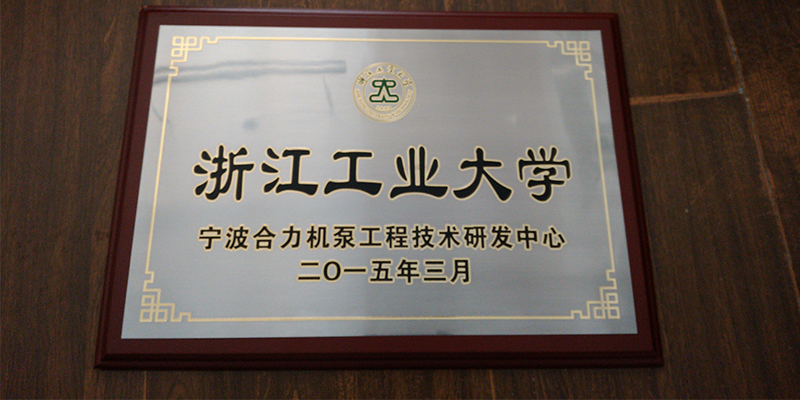 浙江工业大学
宁波合力机泵工程技术研发中心
二〇一五年三月